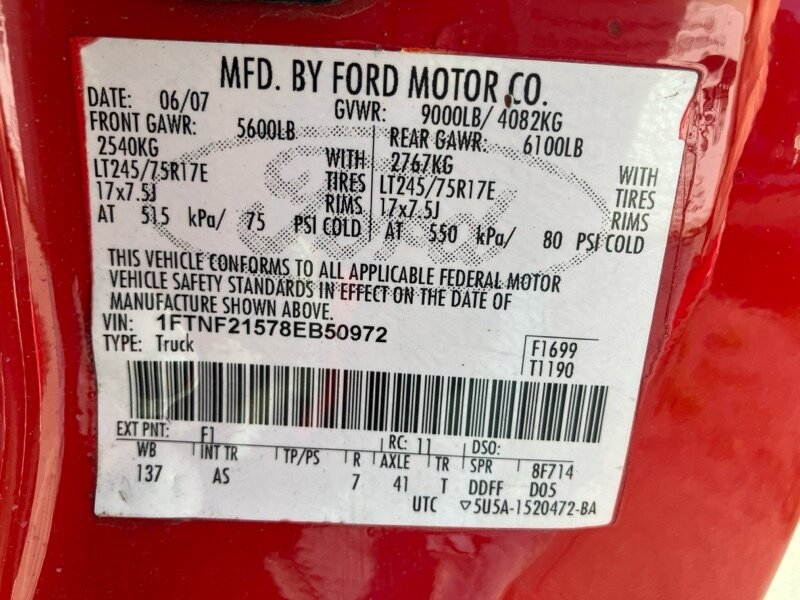 MFD. BY FORD MOTOR CO.
DATE: 06/07 GVWR: 9000LB/ 4082KG
FRONT GAWR: 5600LB REAR GAWR: 6100LB
2540KG WITH 2767KG WITH
LT245/75R17E TIRES LT245/75R17E TIRES
17x7.5J RIMS 17x7.5J RIMS
AT 515 kPa/ 75 PSI COLD AT 550 kPa/ 80 PSI COLD
Ford
THIS VEHICLE CONFORMS TO ALL APPLICABLE FEDERAL MOTOR
VEHICLE SAFETY STANDARDS IN EFFECT ON THE DATE OF
MANUFACTURE SHOWN ABOVE.
VIN: 1FTNF21578EB50972
TYPE: Truck F1699
T1190
EXT PNT: F1 RC: 11 DSO:
WB INT TR TP/PS R AXLE TR SPR 8F714
137 AS 7 41 T DDFF D05
UTC ▽5U5A-1520472-BA